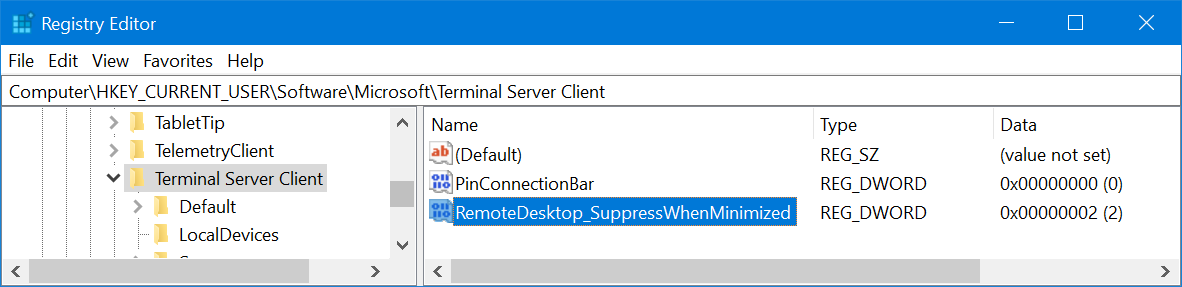 Registry Editor
File Edit View Favorites Help
Computer\HKEY_CURRENT_USER\Software\Microsoft\Terminal Server Client
TabletTip
TelemetryClient
Terminal Server Client
Default
LocalDevices
Name Type Data
(Default) REG_SZ (value not set)
PinConnectionBar REG_DWORD 0x00000000 (0)
RemoteDesktop_SuppressWhenMinimized REG_DWORD 0x00000002 (2)